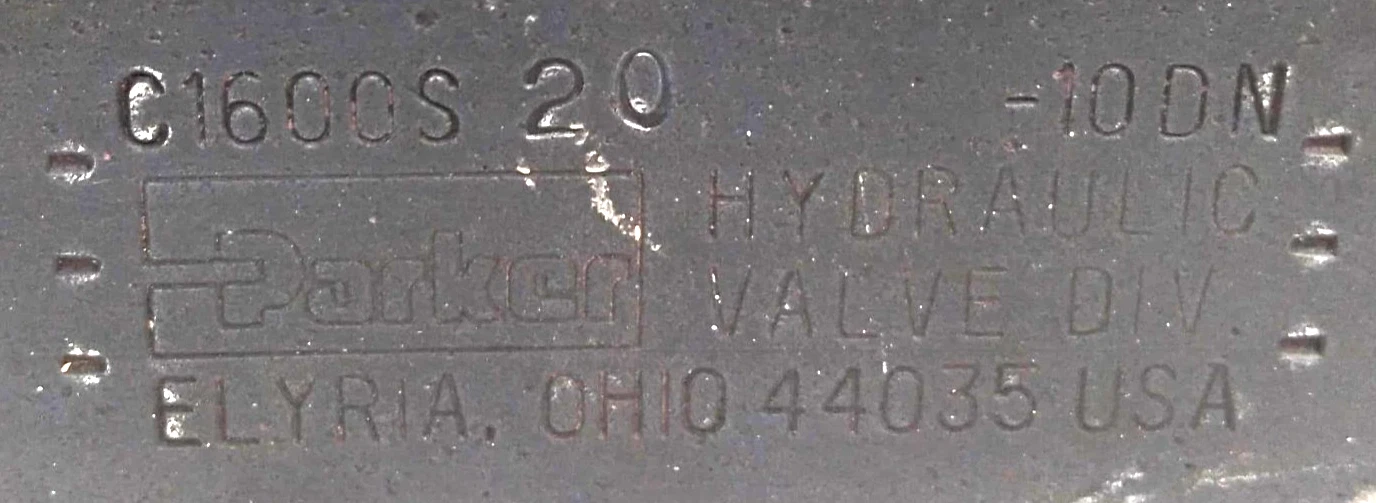 C1600S 20 -10DN
Parker HYDRAULIC
VALVE DIV.
ELYRIA, OHIO 44035 USA